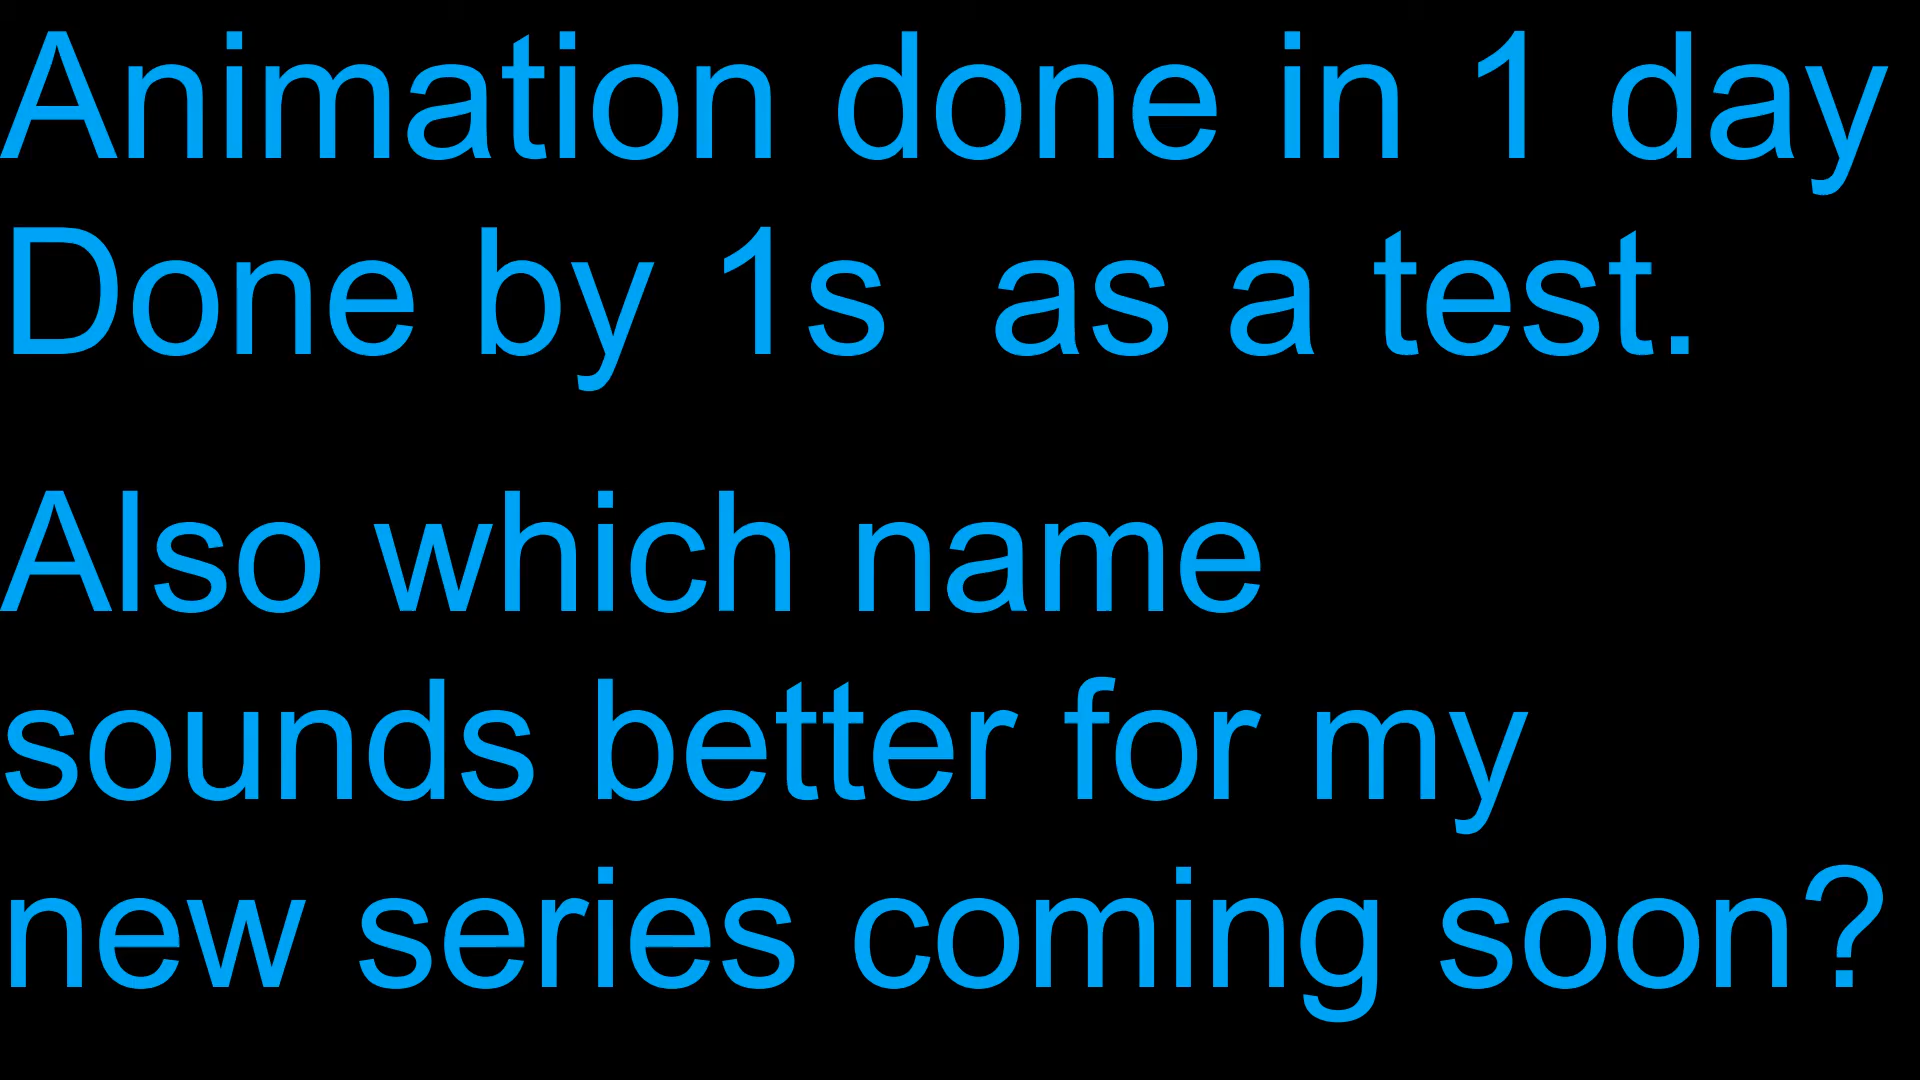 Animation done in 1 day
Done by 1s  as a test.
Also which name
sounds better for my
new series coming soon?